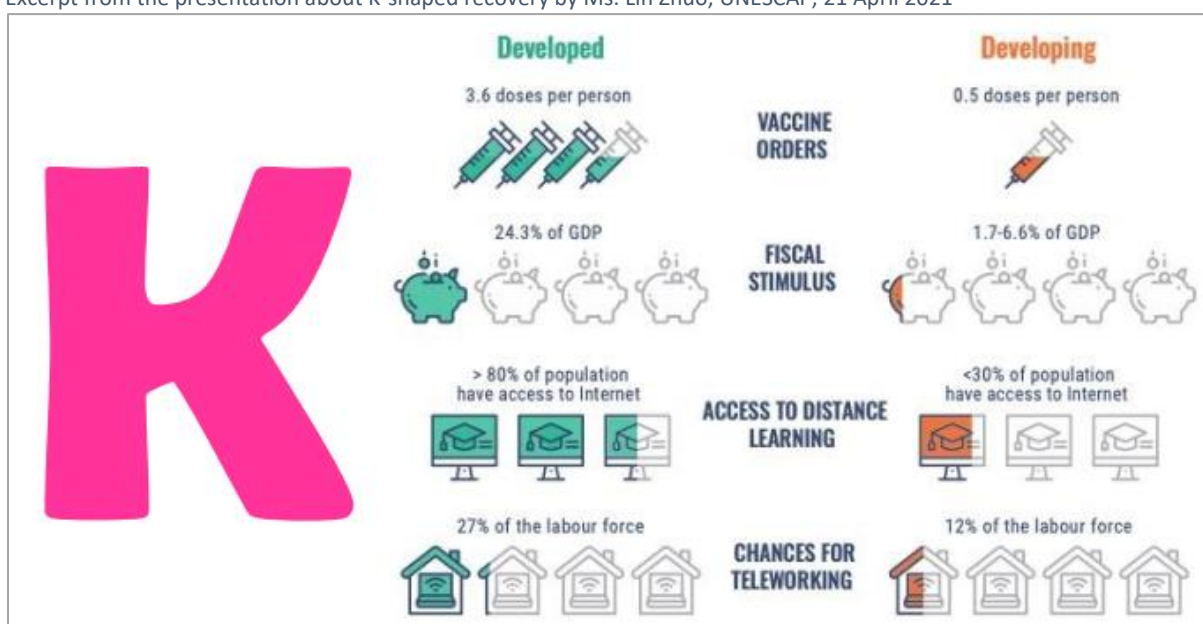 Excerpt from the presentation about K-shaped recovery by Ms. Lin Zhuo, UNESCAP, 21 April 2021
K
Developed
Developing
3.6 doses per person
VACCINE
ORDERS
0.5 doses per person
24.3% of GDP
FISCAL
STIMULUS
1.7-6.6% of GDP
> 80% of population
have access to Internet
ACCESS TO DISTANCE
LEARNING
<30% of population
have access to Internet
27% of the labour force
CHANCES FOR
TELEWORKING
12% of the labour force